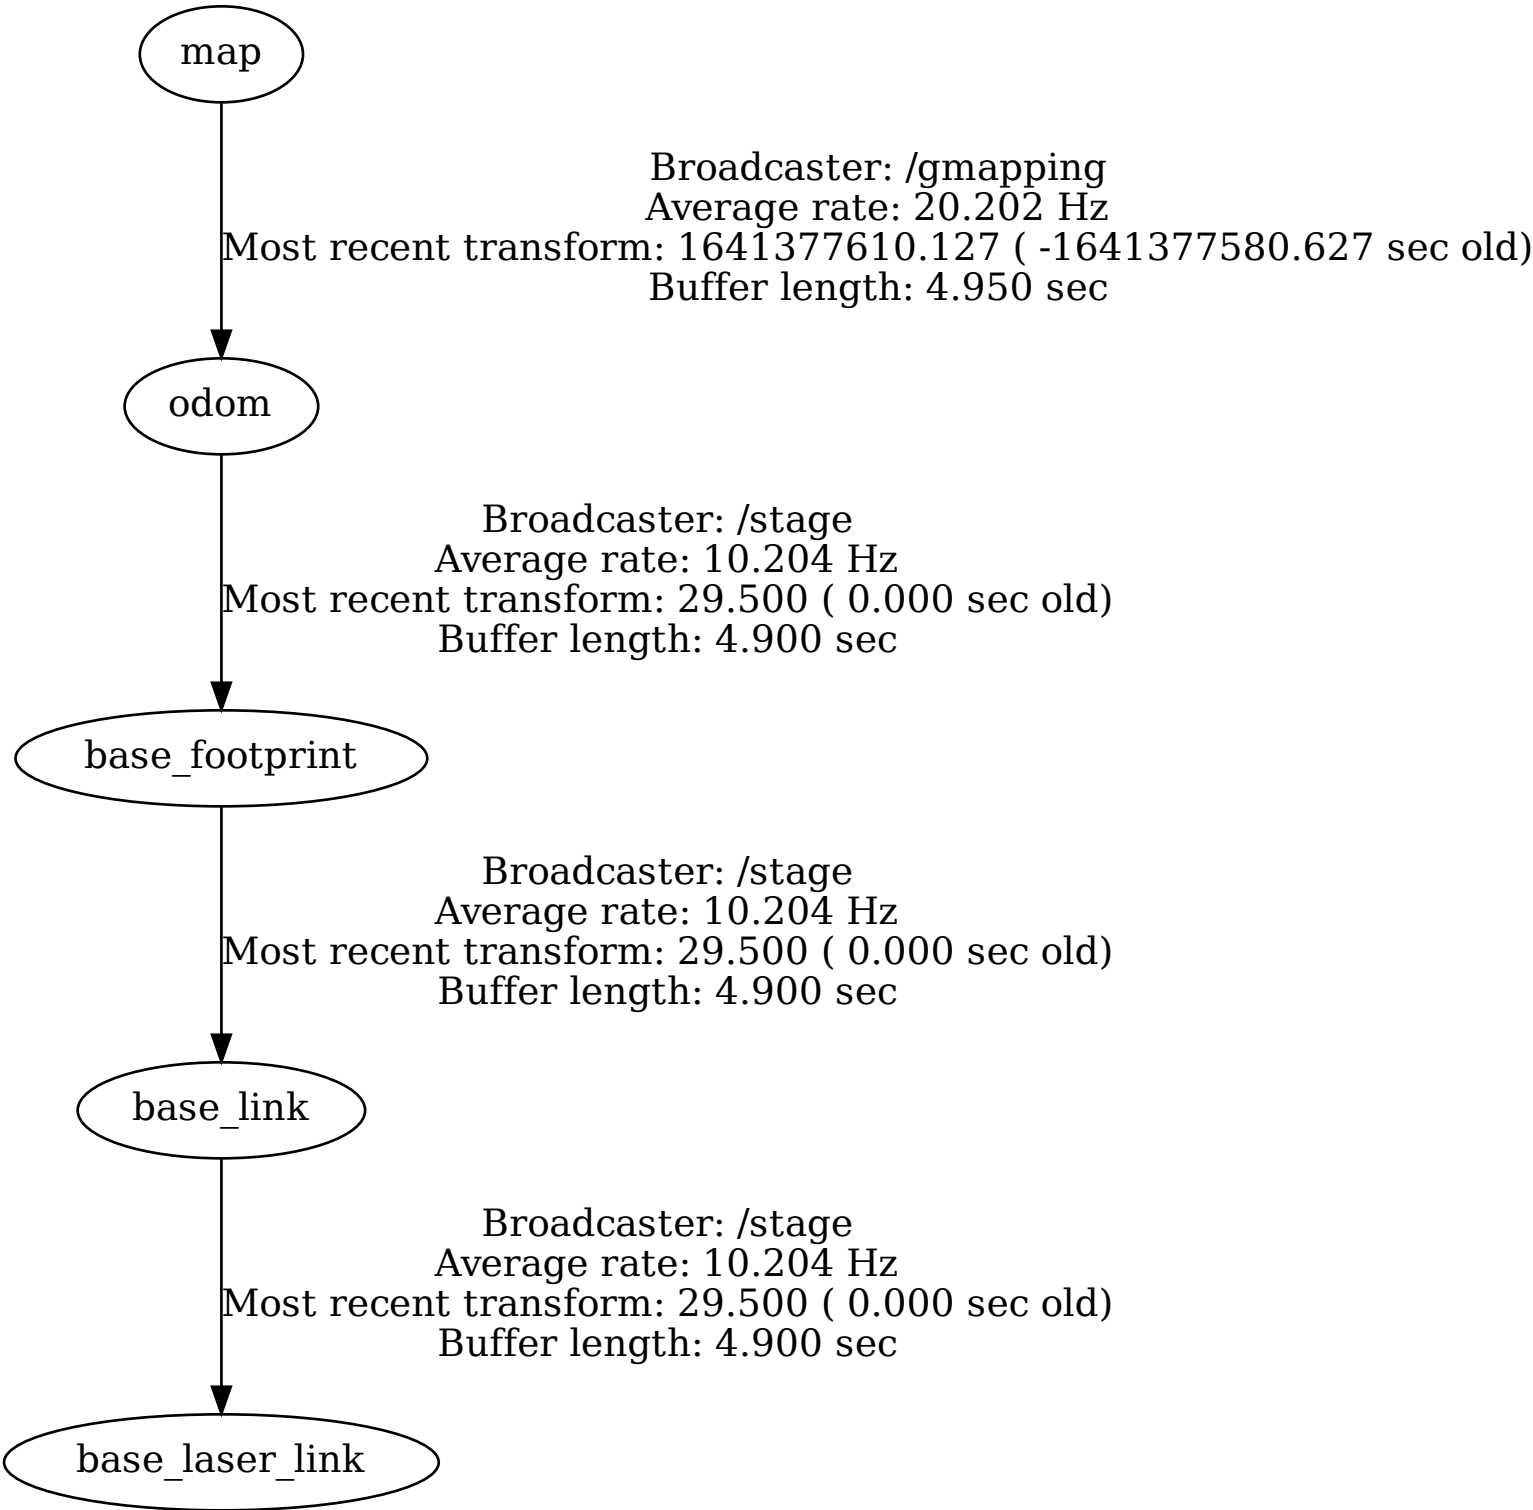 map
Broadcaster: /gmapping
Average rate: 20.202 Hz
Most recent transform: 1641377610.127 ( -1641377580.627 sec old)
Buffer length: 4.950 sec
odom
Broadcaster: /stage
Average rate: 10.204 Hz
Most recent transform: 29.500 ( 0.000 sec old)
Buffer length: 4.900 sec
base_footprint
Broadcaster: /stage
Average rate: 10.204 Hz
Most recent transform: 29.500 ( 0.000 sec old)
Buffer length: 4.900 sec
base_link
Broadcaster: /stage
Average rate: 10.204 Hz
Most recent transform: 29.500 ( 0.000 sec old)
Buffer length: 4.900 sec
base_laser_link